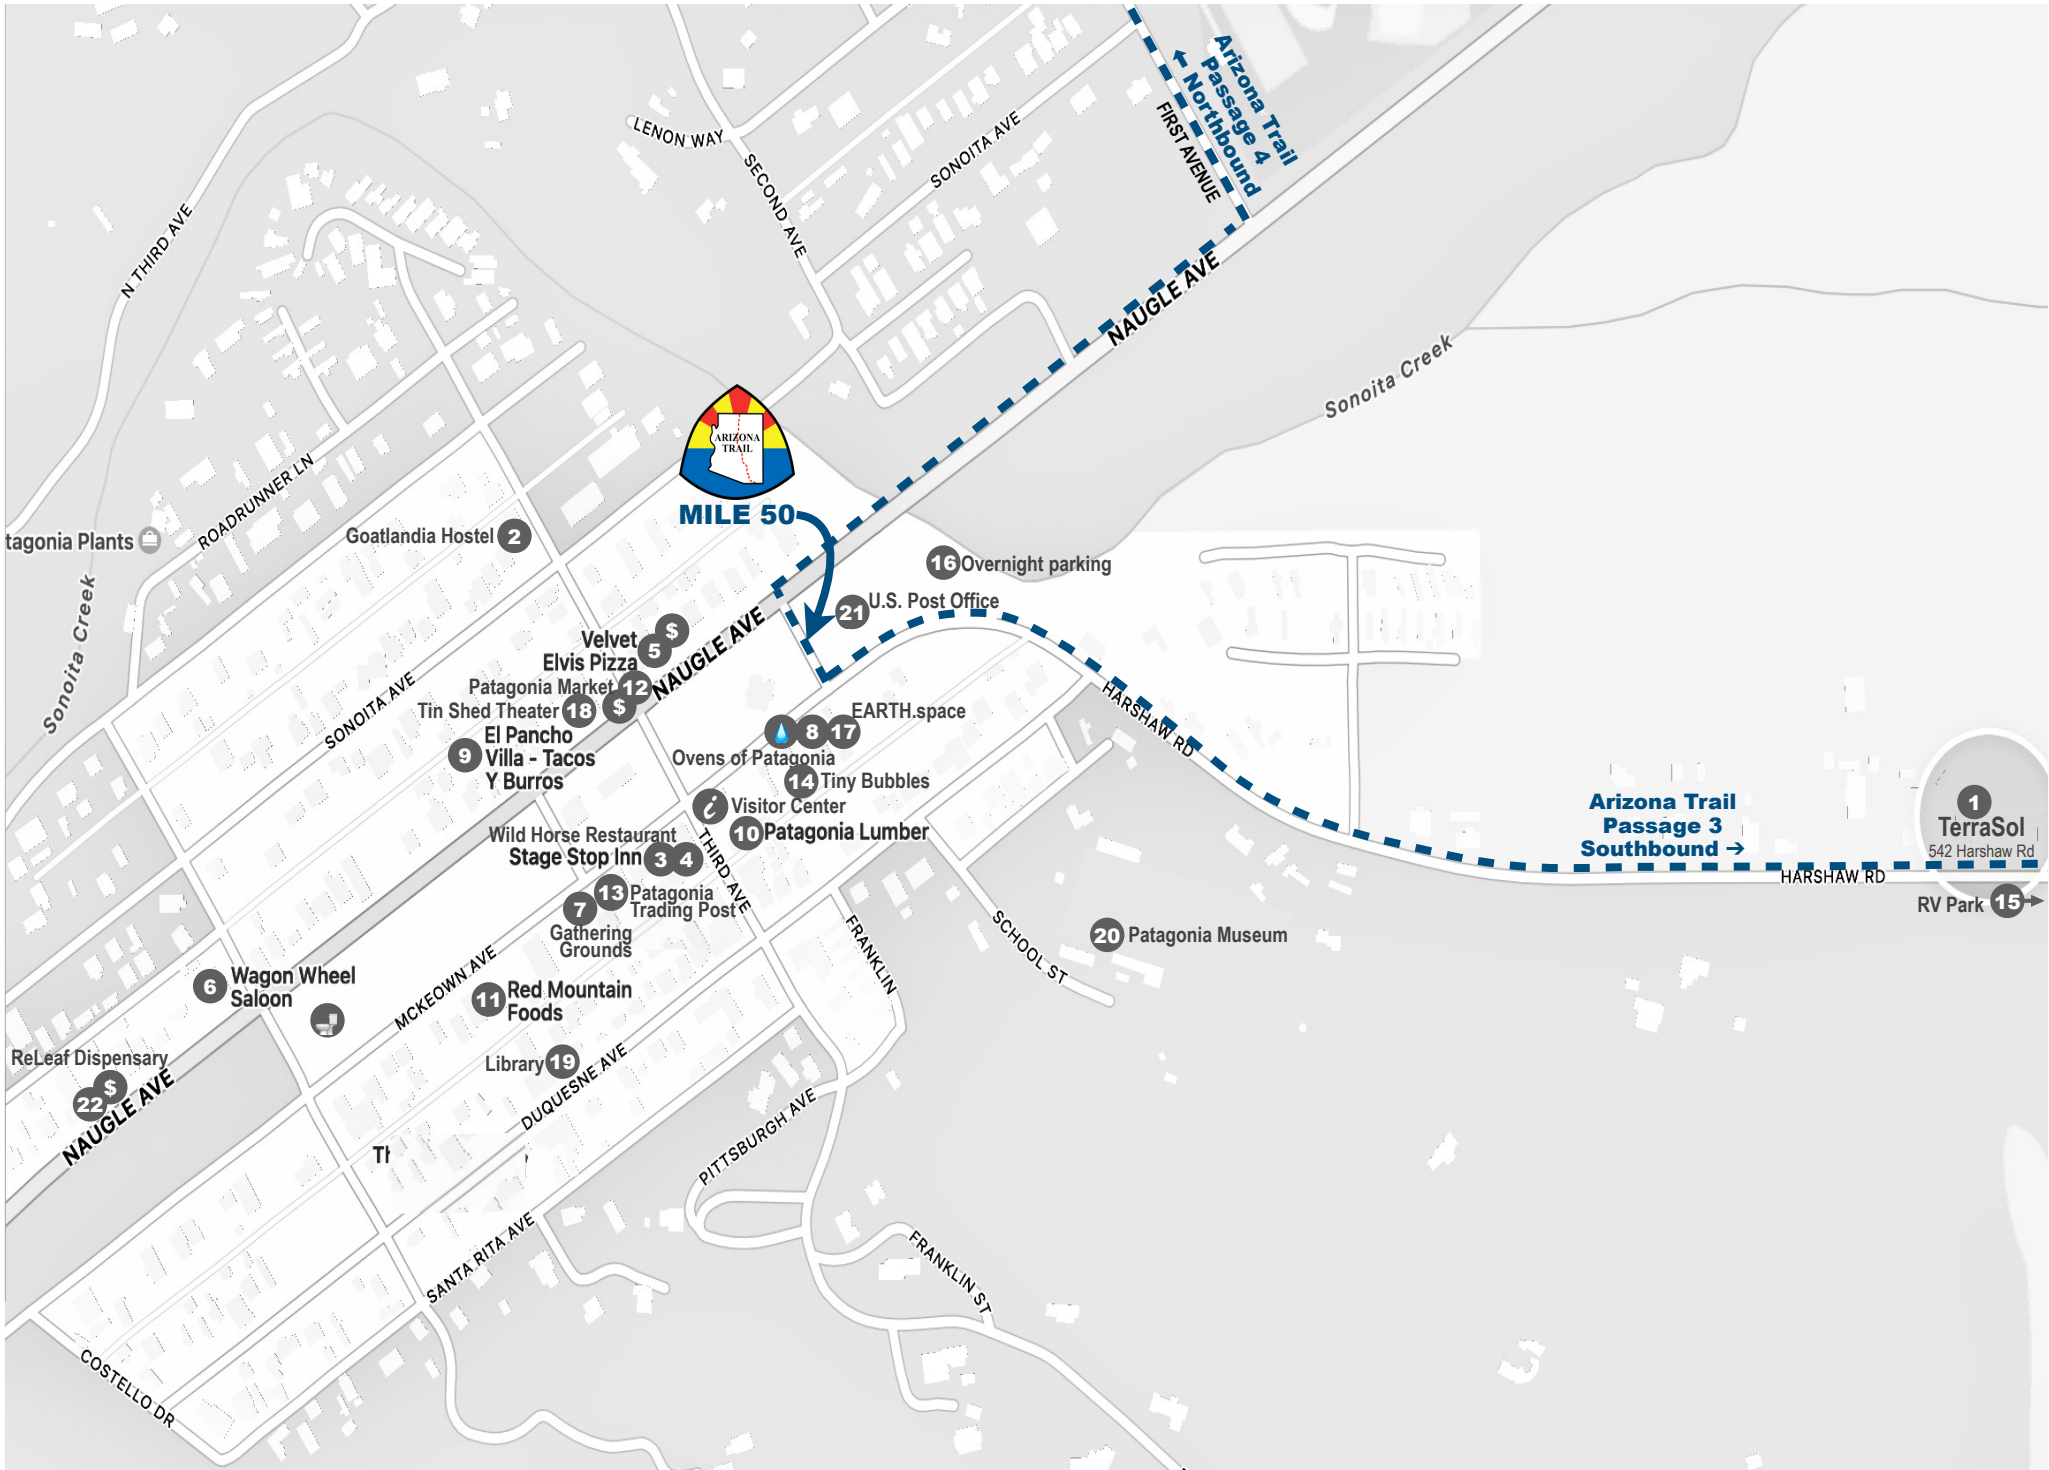 Arizona Trail
Passage 4
← Northbound
FIRST AVENUE
LENON WAY
SECOND AVE
SONOITA AVE
N THIRD AVE
NAUGLE AVE
Sonoita Creek
ARIZONA
TRAIL
MILE 50
ROADRUNNER LN
tagonia Plants
Goatlandia Hostel 2
16 Overnight parking
21 U.S. Post Office
Sonoita Creek
SONOITA AVE
$
Velvet
Elvis Pizza 5
NAUGLE AVE
Patagonia Market 12
Tin Shed Theater 18 $
El Pancho
9 Villa - Tacos
Y Burros
8 17 EARTH.space
Ovens of Patagonia
14 Tiny Bubbles
HARSHAW RD
i Visitor Center
10 Patagonia Lumber
THIRD AVE
Wild Horse Restaurant
Stage Stop Inn 3 4
13 Patagonia
Trading Post
7
Gathering
Grounds
Arizona Trail
Passage 3
Southbound →
1
TerraSol
542 Harshaw Rd
HARSHAW RD
RV Park 15 →
FRANKLIN
SCHOOL ST
20 Patagonia Museum
MCKEOWN AVE
6 Wagon Wheel
Saloon
11 Red Mountain
Foods
Library 19
DUQUESNE AVE
ReLeaf Dispensary
22 $
NAUGLE AVE
PITTSBURGH AVE
SANTA RITA AVE
FRANKLIN ST
COSTELLO DR